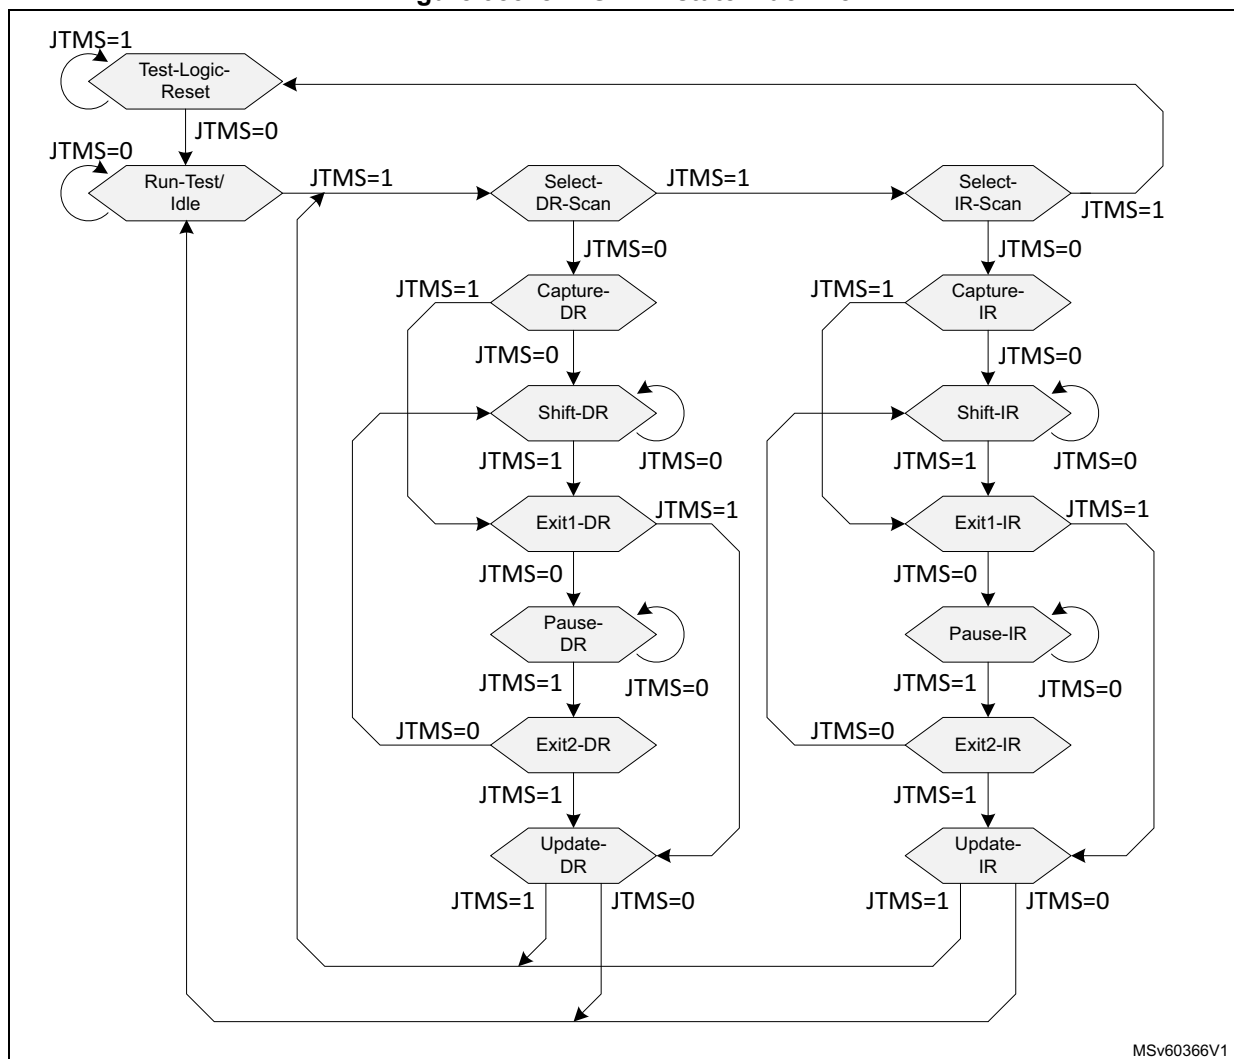 JTMS=1
Test-Logic-
Reset
JTMS=0
JTMS=0
Run-Test/
Idle
JTMS=1
Select-
DR-Scan
JTMS=1
Select-
IR-Scan
JTMS=1
JTMS=0
JTMS=0
JTMS=1
Capture-
DR
JTMS=1
Capture-
IR
JTMS=0
JTMS=0
Shift-DR
Shift-IR
JTMS=1
JTMS=0
JTMS=1
JTMS=0
Exit1-DR
JTMS=1
Exit1-IR
JTMS=1
JTMS=0
JTMS=0
Pause-
DR
Pause-IR
JTMS=1
JTMS=0
JTMS=1
JTMS=0
JTMS=0
Exit2-DR
JTMS=0
Exit2-IR
JTMS=1
JTMS=1
Update-
DR
Update-
IR
JTMS=1
JTMS=0
JTMS=1
JTMS=0
MSv60366V1